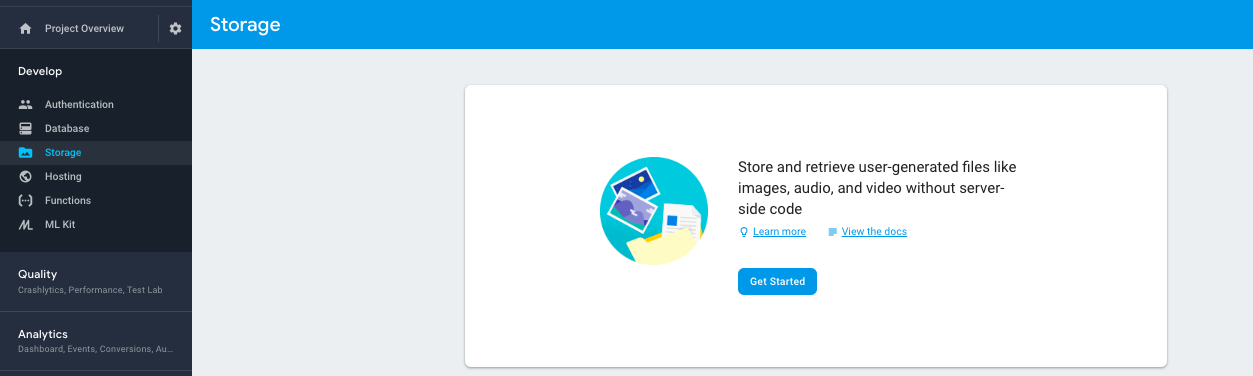 Project Overview
Storage
Develop
Authentication
Database
Storage
Hosting
Functions
ML Kit
Quality
Crashlytics, Performance, Test Lab
Analytics
Dashboard, Events, Conversions, Au...
Store and retrieve user-generated files like
images, audio, and video without server-
side code
Learn more
View the docs
Get Started